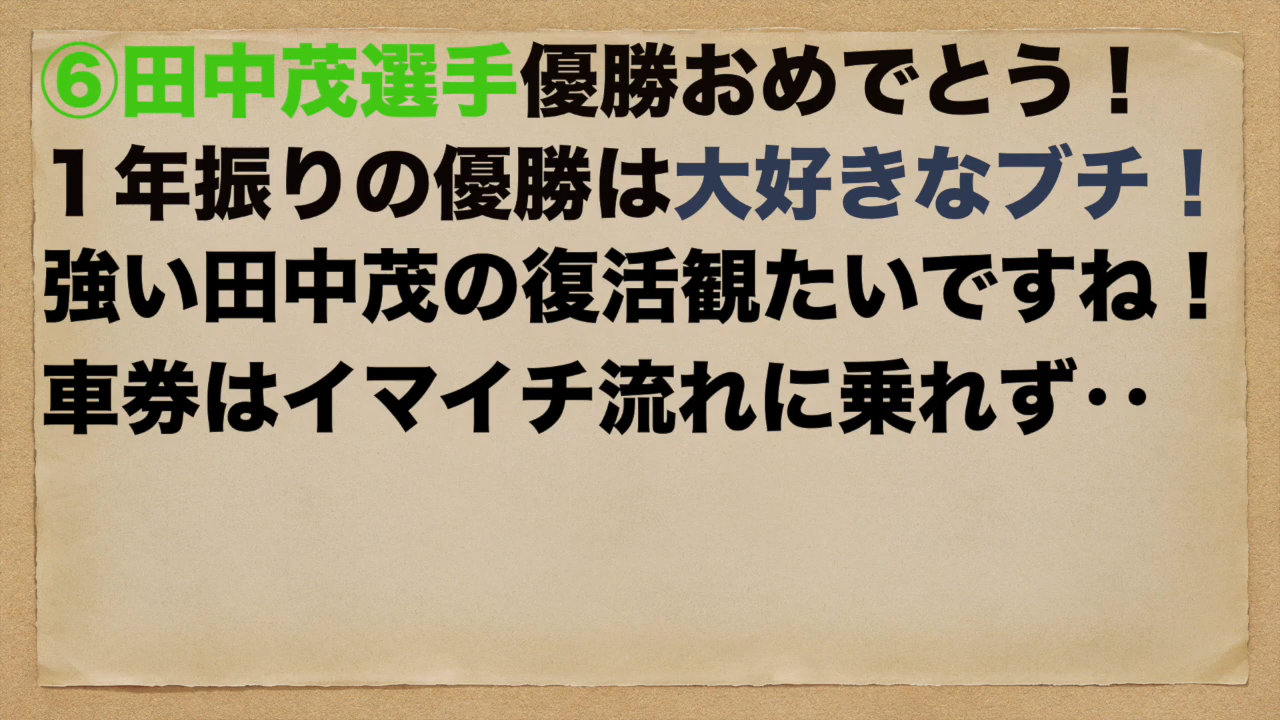 ⑥田中茂選手優勝おめでとう！
１年振りの優勝は大好きなブチ！
強い田中茂の復活観たいですね！
車券はイマイチ流れに乗れず‥